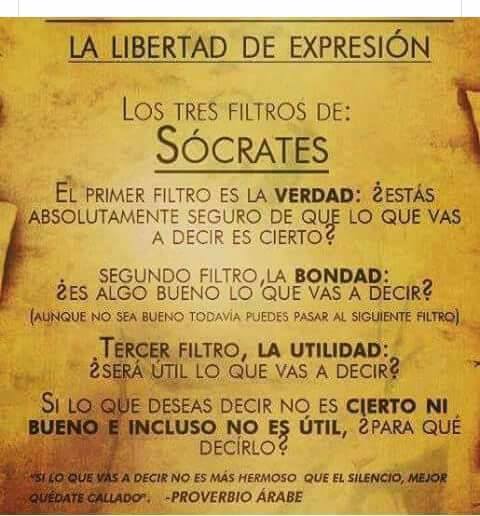 LA LIBERTAD DE EXPRESIÓN
LOS TRES FILTROS DE:
SÓCRATES
EL PRIMER FILTRO ES LA VERDAD: ¿ESTÁS
ABSOLUTAMENTE SEGURO DE QUE LO QUE VAS
A DECIR ES CIERTO?
SEGUNDO FILTRO,LA BONDAD:
¿ES ALGO BUENO LO QUE VAS A DECIR?
(AUNQUE NO SEA BUENO TODAVÍA PUEDES PASAR AL SIGUIENTE FILTRO)
TERCER FILTRO, LA UTILIDAD:
¿SERÁ ÚTIL LO QUE VAS A DECIR?
SI LO QUE DESEAS DECIR NO ES CIERTO NI
BUENO E INCLUSO NO ES ÚTIL, ¿PARA QUÉ
DECÍRLO?
"SI LO QUE VAS A DECIR NO ES MÁS HERMOSO QUE EL SILENCIO, MEJOR
QUÉDATE CALLADO". -PROVERBIO ÁRABE